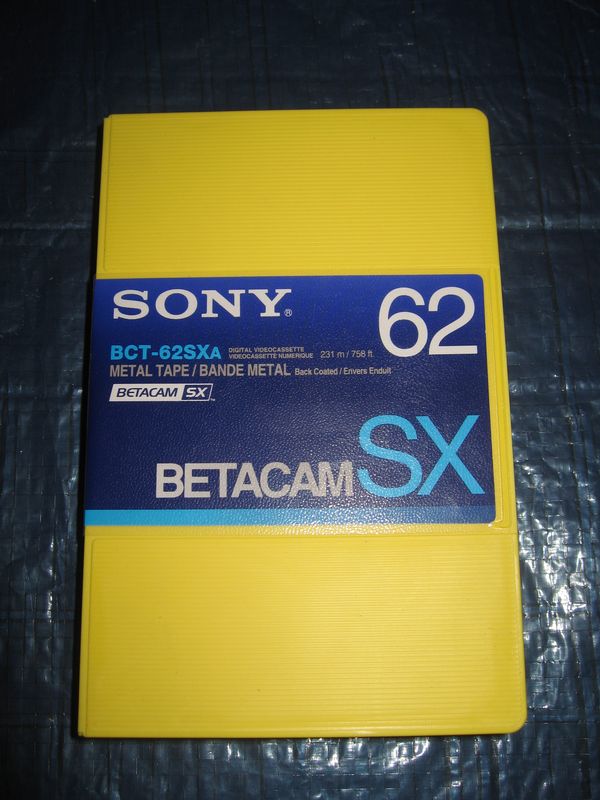 SONY®
62
BCT-62SXA DIGITAL VIDEOCASSETTE
VIDEOCASSETTE NUMERIQUE 231 m / 758 ft
METAL TAPE / BANDE METAL Back Coated / Envers Enduit
BETACAM SX™
BETACAM SX